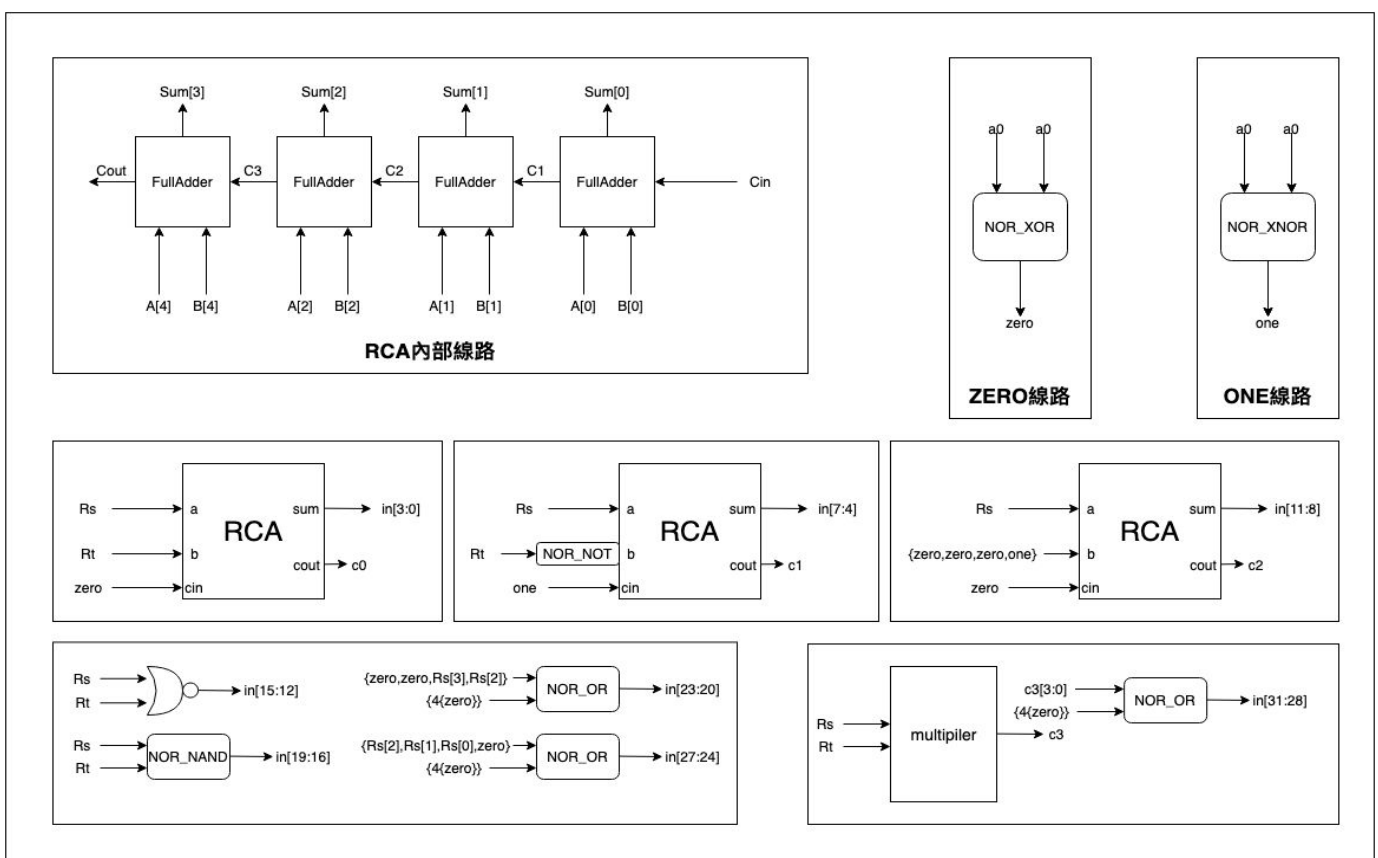 Sum[3] Sum[2] Sum[1] Sum[0]
Cout FullAdder C3 FullAdder C2 FullAdder C1 FullAdder Cin
A[4] B[4] A[2] B[2] A[1] B[1] A[0] B[0]
RCA內部線路
a0 a0
NOR_XOR
zero
ZERO線路
a0 a0
NOR_XNOR
one
ONE線路
Rs a sum in[3:0]
RCA
Rt b
cout c0
zero cin
Rs a sum in[7:4]
RCA
Rt NOR_NOT b
cout c1
one cin
Rs a sum in[11:8]
RCA
{zero,zero,zero,one} b
cout c2
zero cin
Rs
in[15:12]
Rt
Rs
NOR_NAND in[19:16]
Rt
{zero,zero,Rs[3],Rs[2]}
NOR_OR in[23:20]
{4{zero}}
{Rs[2],Rs[1],Rs[0],zero}
NOR_OR in[27:24]
{4{zero}}
Rs
multipiler c3
Rt
c3[3:0]
NOR_OR in[31:28]
{4{zero}}